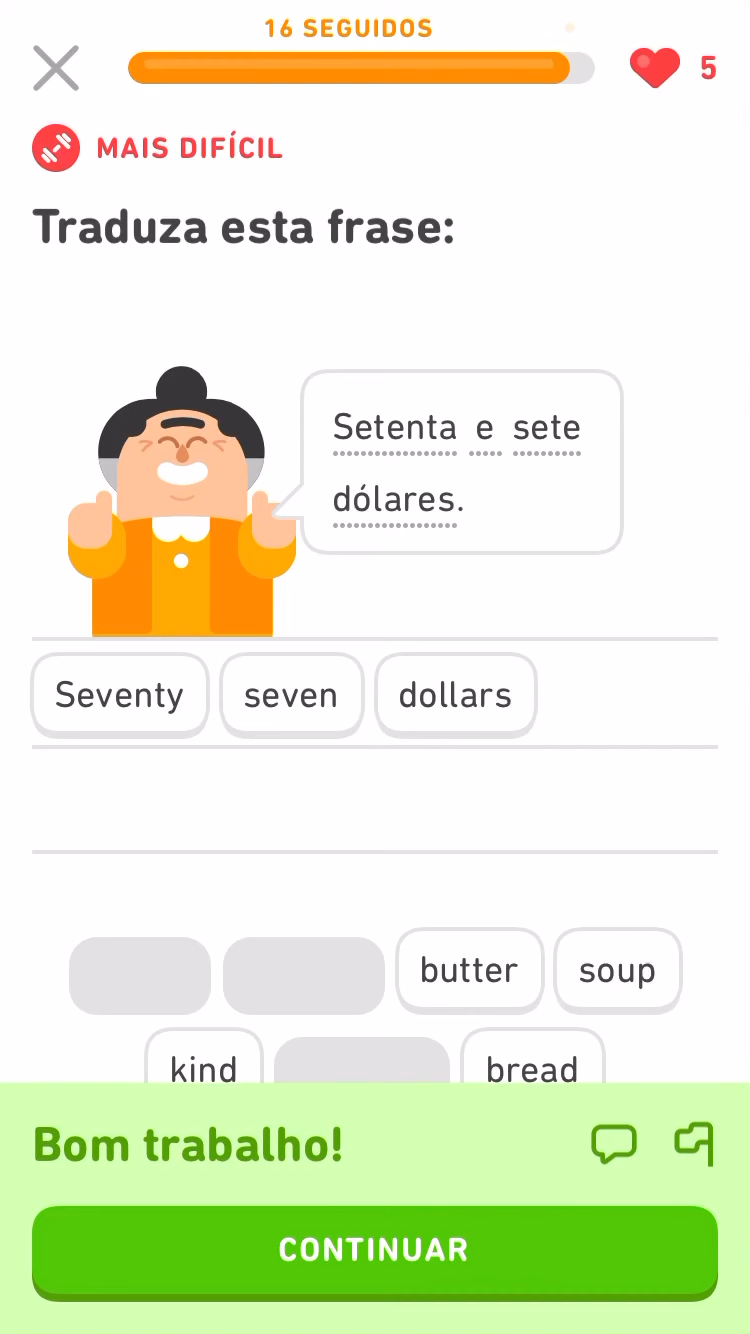 16 SEGUIDOS
5
MAIS DIFÍCIL
Traduza esta frase:
Setenta e sete
dólares.
Seventy seven dollars
butter soup
kind bread
Bom trabalho!
CONTINUAR